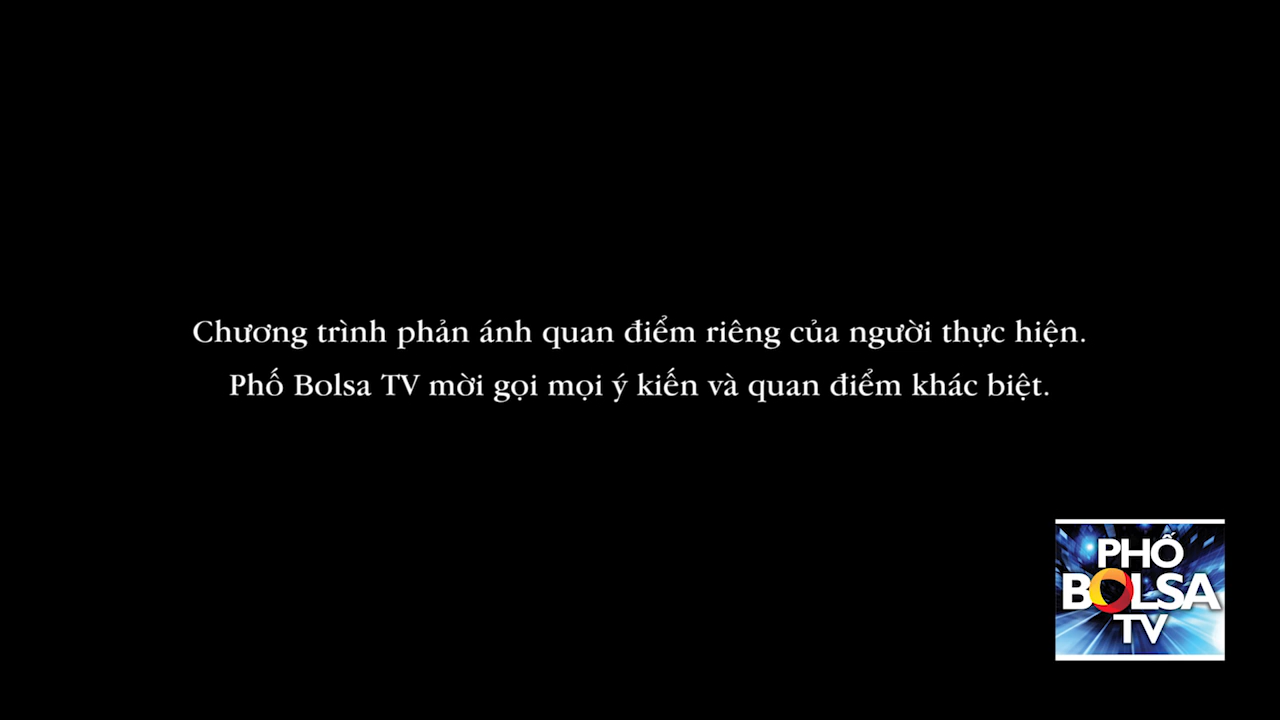 Chương trình phản ánh quan điểm riêng của người thực hiện.
Phố Bolsa TV mời gọi mọi ý kiến và quan điểm khác biệt.
PHỐ
BOLSA
TV